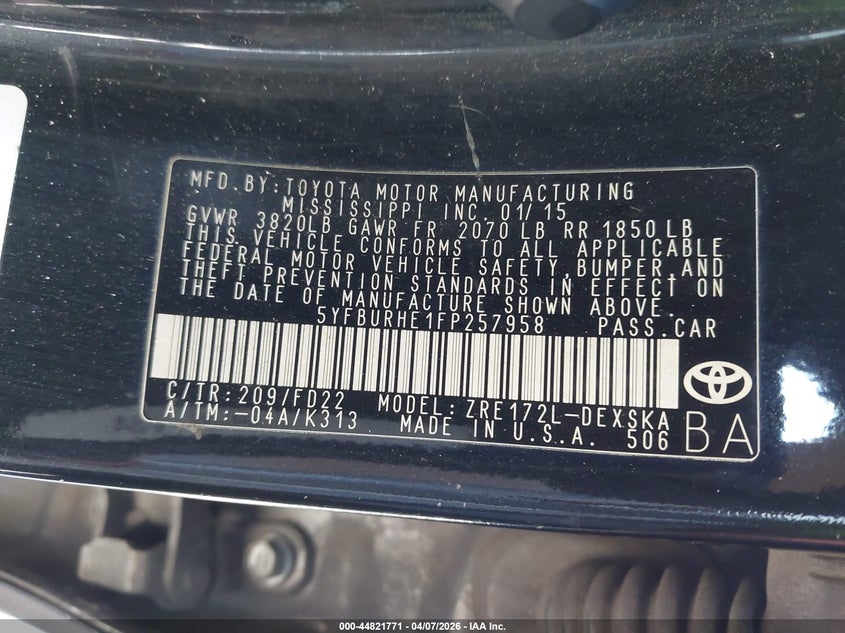 MFD. BY: TOYOTA MOTOR MANUFACTURING
MISSISSIPPI, INC. 01/15
GVWR 3820LB GAWR FR 2070 LB RR 1850 LB
THIS VEHICLE CONFORMS TO ALL APPLICABLE
FEDERAL MOTOR VEHICLE SAFETY, BUMPER, AND
THEFT PREVENTION STANDARDS IN EFFECT ON
THE DATE OF MANUFACTURE SHOWN ABOVE.
5YFBURHE1FP257958 PASS. CAR
C/TR: 209/FD22 MODEL: ZRE172L-DEXSKA
A/TM: -04A/K313 MADE IN U.S.A. 506
BA
000-44821771 - 04/07/2026 - IAA Inc.